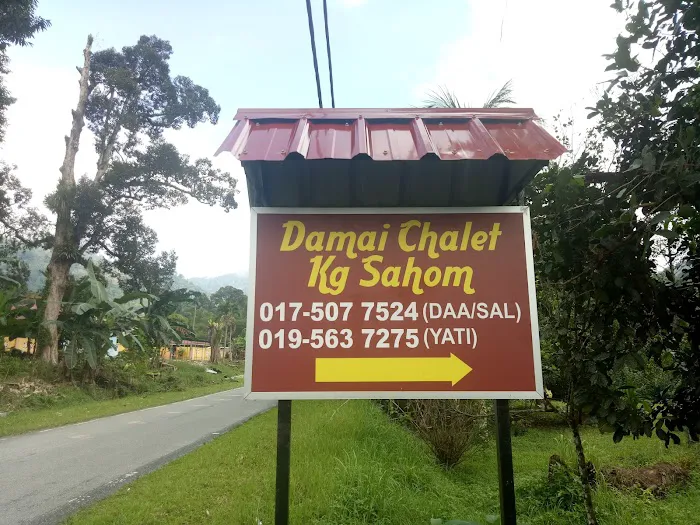 Damai Chalet
Kg Sahom
017-507 7524 (DAA/SAL)
019-563 7275 (YATI)